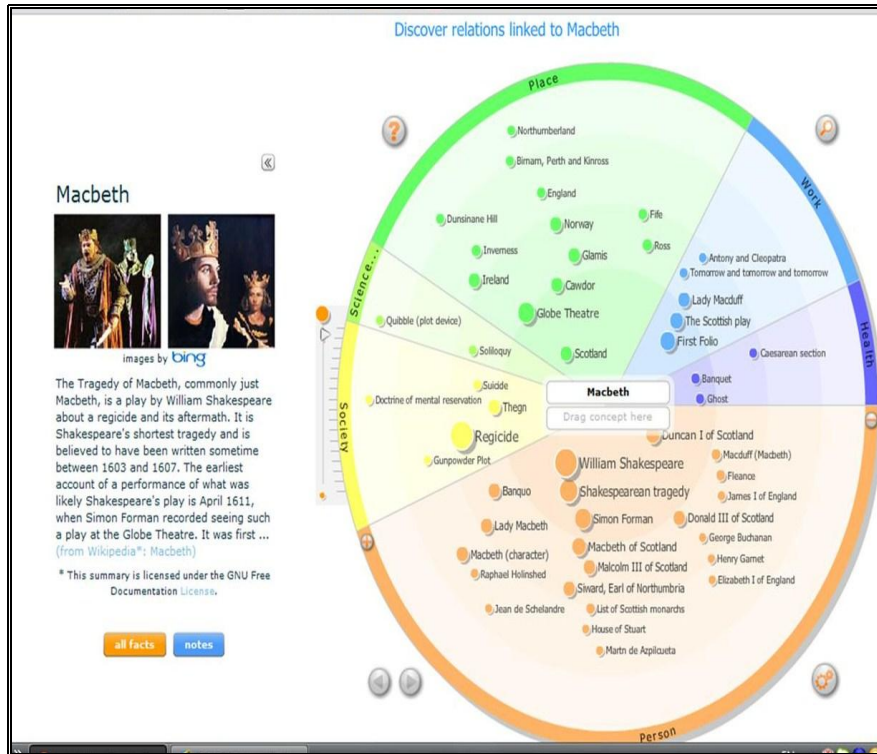 Discover relations linked to Macbeth
Macbeth
images by bing
The Tragedy of Macbeth, commonly just
Macbeth, is a play by William Shakespeare
about a regicide and its aftermath. It is
Shakespeare's shortest tragedy and is
believed to have been written sometime
between 1603 and 1607. The earliest
account of a performance of what was
likely Shakespeare's play is April 1611,
when Simon Forman recorded seeing such
a play at the Globe Theatre. It was first ...
(from Wikipedia*: Macbeth)
* This summary is licensed under the GNU Free
Documentation License.
all facts
notes
Place
Northumberland
Birnam, Perth and Kinross
England
Dunsinane Hill
Norway
Fife
Inverness
Glamis
Ross
Ireland
Cawdor
Globe Theatre
Scotland
Work
Antony and Cleopatra
Tomorrow and tomorrow and tomorrow
Lady Macduff
The Scottish play
First Folio
Health
Caesarean section
Banquet
Ghost
Science...
Quibble (plot device)
Soliloquy
Society
Suicide
Doctrine of mental reservation
Thegn
Regicide
Gunpowder Plot
Macbeth
Drag concept here
Duncan I of Scotland
William Shakespeare
Macduff (Macbeth)
Fleance
Banquo
Shakespearean tragedy
James I of England
Lady Macbeth
Simon Forman
Donald III of Scotland
George Buchanan
Macbeth (character)
Macbeth of Scotland
Henry Garnet
Raphael Holinshed
Malcolm III of Scotland
Elizabeth I of England
Siward, Earl of Northumbria
Jean de Schelandre
List of Scottish monarchs
House of Stuart
Martn de Azpilcueta
Person